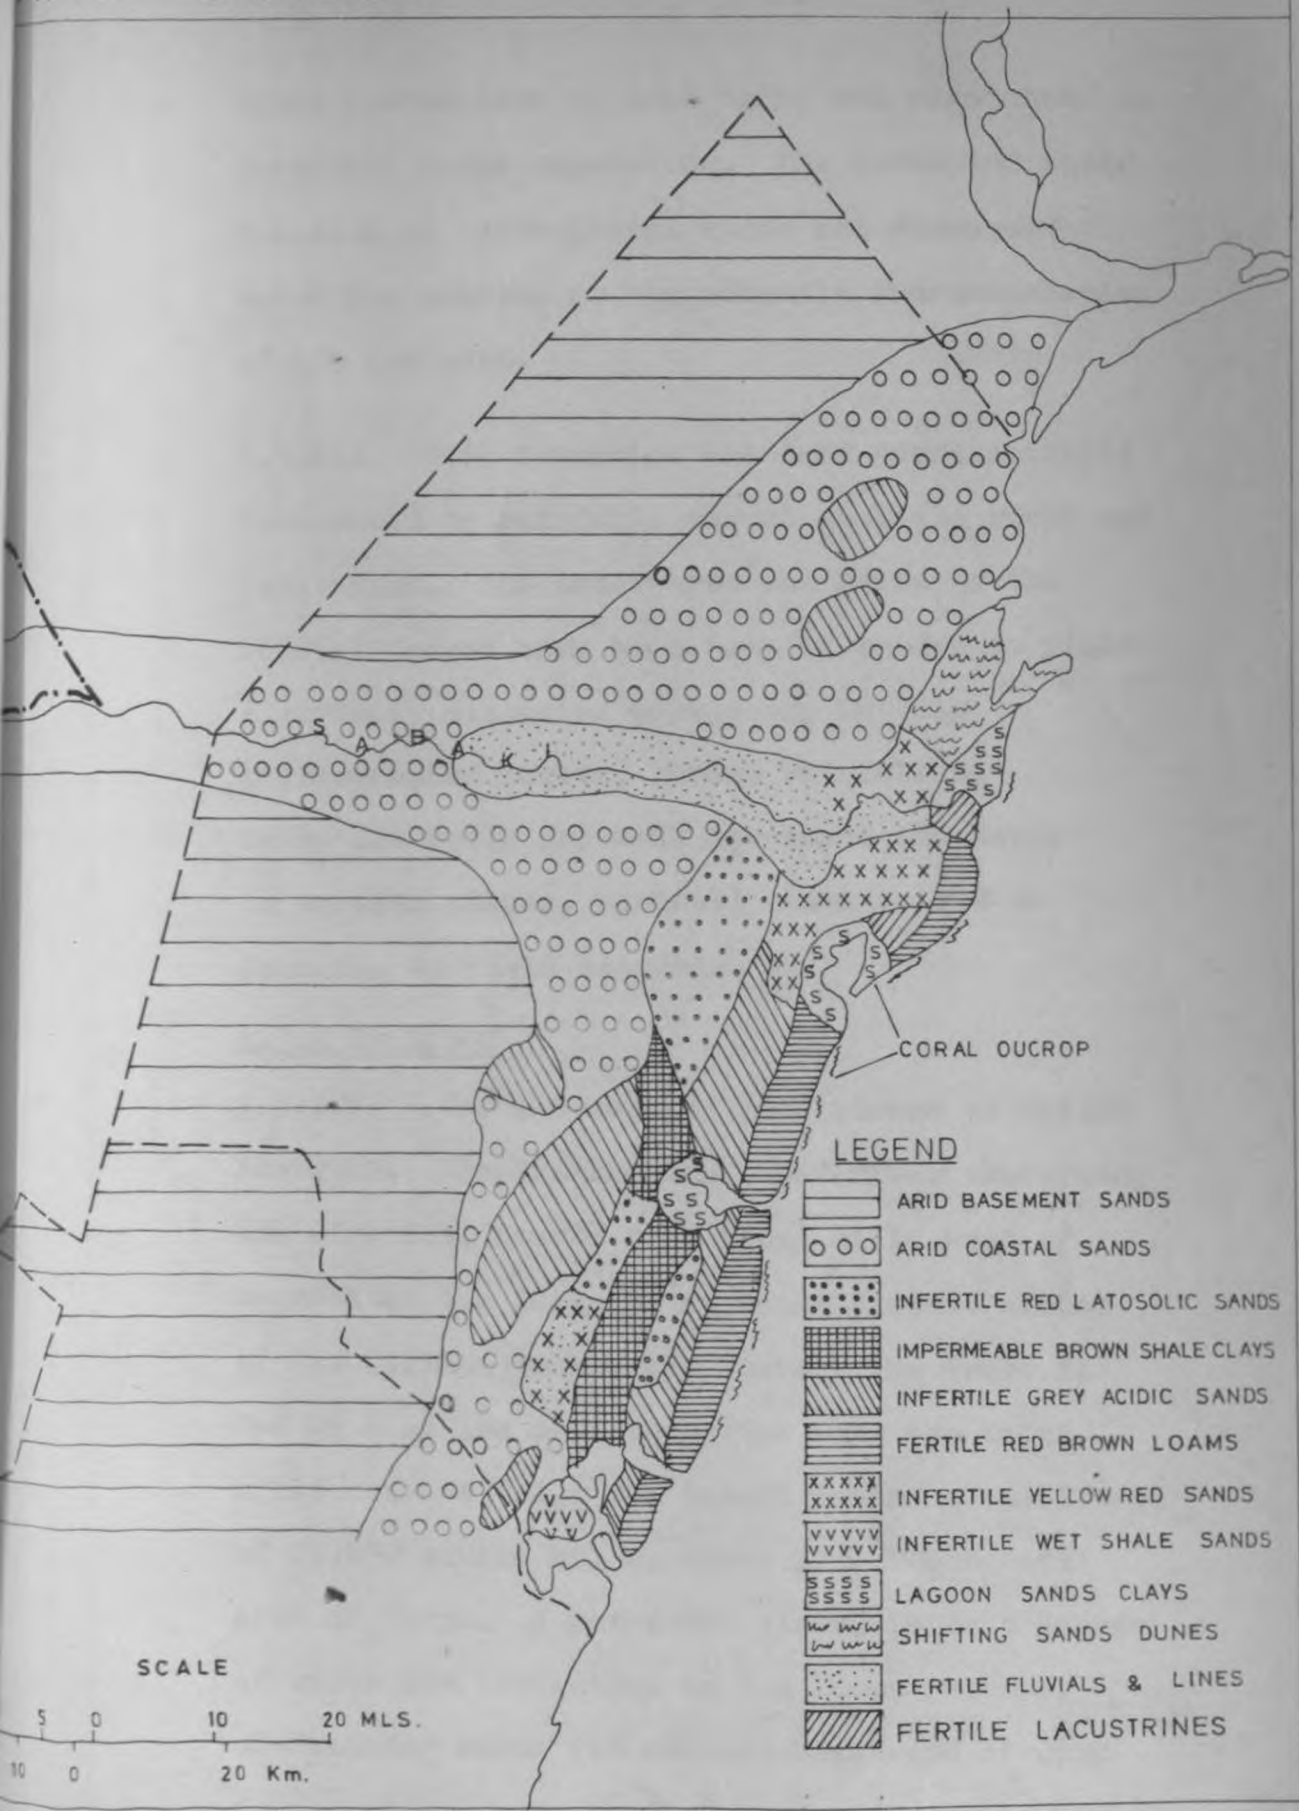 SABAKI
CORAL OUCROP
LEGEND
ARID BASEMENT SANDS
ARID COASTAL SANDS
INFERTILE RED LATOSOLIC SANDS
IMPERMEABLE BROWN SHALE CLAYS
INFERTILE GREY ACIDIC SANDS
FERTILE RED BROWN LOAMS
INFERTILE YELLOW RED SANDS
INFERTILE WET SHALE SANDS
LAGOON SANDS CLAYS
SHIFTING SANDS DUNES
FERTILE FLUVIALS & LINES
FERTILE LACUSTRINES
SCALE
5 0 10 20 MLS.
10 0 20 Km.